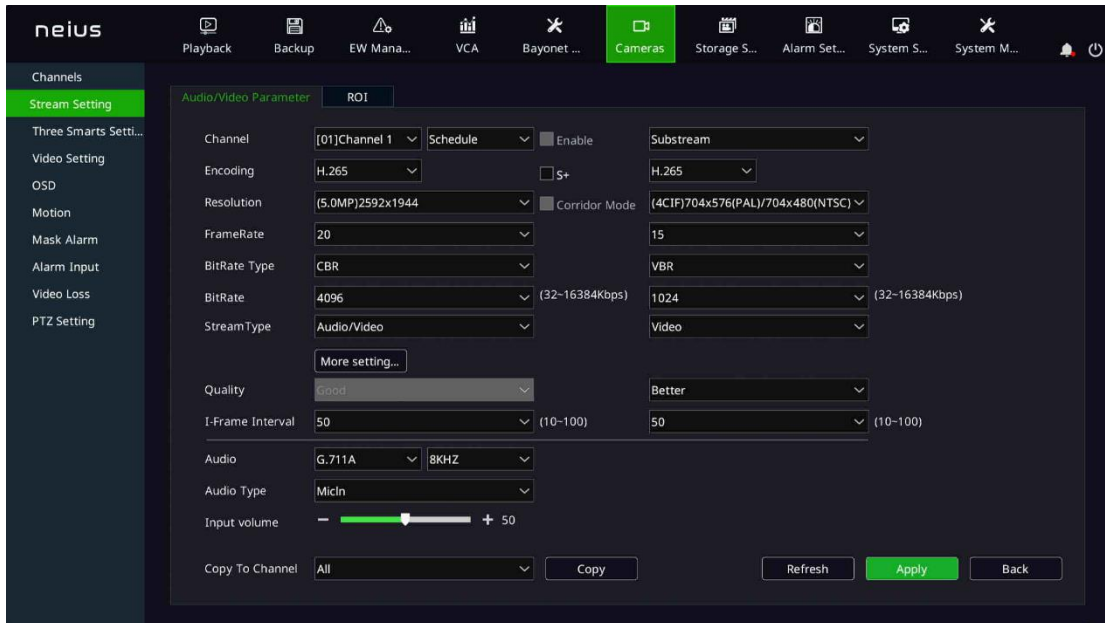 neius
Playback Backup EW Mana... VCA Bayonet ... Cameras Storage S... Alarm Set... System S... System M...
Channels
Stream Setting
Three Smarts Setti...
Video Setting
OSD
Motion
Mask Alarm
Alarm Input
Video Loss
PTZ Setting
Audio/Video Parameter ROI
Channel [01]Channel 1 Schedule Enable Substream
Encoding H.265 S+ H.265
Resolution (5.0MP)2592x1944 Corridor Mode (4CIF)704x576(PAL)/704x480(NTSC)
FrameRate 20 15
BitRate Type CBR VBR
BitRate 4096 (32~16384Kbps) 1024 (32~16384Kbps)
StreamType Audio/Video Video
More setting...
Quality Good Better
I-Frame Interval 50 (10~100) 50 (10~100)
Audio G.711A 8KHZ
Audio Type MicIn
Input volume − + 50
Copy To Channel All Copy Refresh Apply Back